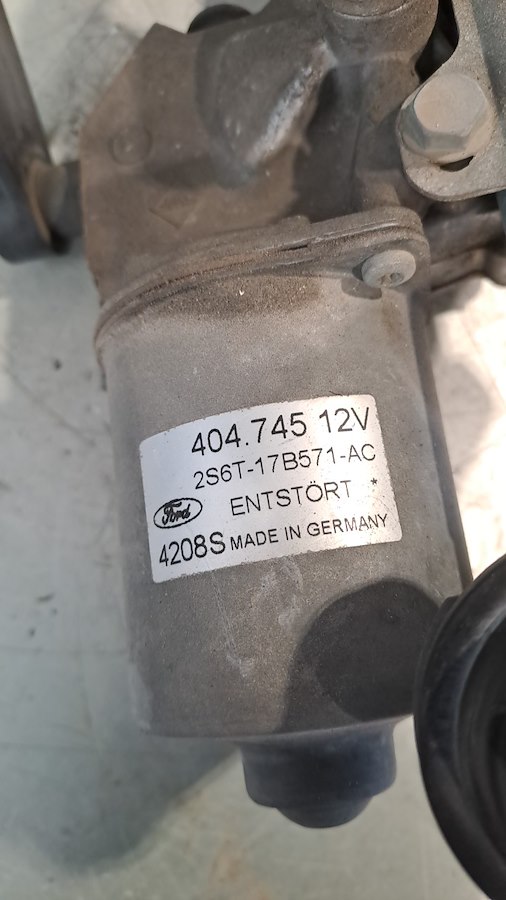 404.745 12V
2S6T-17B571-AC
Ford ENTSTÖRT *
4208S MADE IN GERMANY